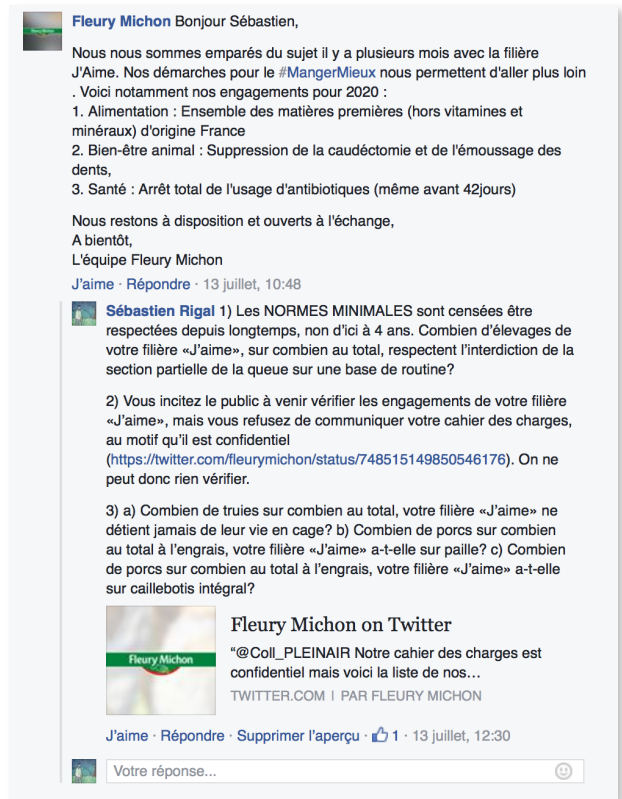 Fleury Michon Bonjour Sébastien,
Nous nous sommes emparés du sujet il y a plusieurs mois avec la filière
J'Aime. Nos démarches pour le #MangerMieux nous permettent d'aller plus loin
. Voici notamment nos engagements pour 2020 :
1. Alimentation : Ensemble des matières premières (hors vitamines et
minéraux) d'origine France
2. Bien-être animal : Suppression de la caudéctomie et de l'émoussage des
dents,
3. Santé : Arrêt total de l'usage d'antibiotiques (même avant 42jours)
Nous restons à disposition et ouverts à l'échange,
A bientôt,
L'équipe Fleury Michon
J'aime · Répondre · 13 juillet, 10:48
Sébastien Rigal 1) Les NORMES MINIMALES sont censées être
respectées depuis longtemps, non d'ici à 4 ans. Combien d'élevages de
votre filière «J'aime», sur combien au total, respectent l'interdiction de la
section partielle de la queue sur une base de routine?
2) Vous incitez le public à venir vérifier les engagements de votre filière
«J'aime», mais vous refusez de communiquer votre cahier des charges,
au motif qu'il est confidentiel
(https://twitter.com/fleurymichon/status/748515149850546176). On ne
peut donc rien vérifier.
3) a) Combien de truies sur combien au total, votre filière «J'aime» ne
détient jamais de leur vie en cage? b) Combien de porcs sur combien
au total à l'engrais, votre filière «J'aime» a-t-elle sur paille? c) Combien
de porcs sur combien au total à l'engrais, votre filière «J'aime» a-t-elle
sur caillebotis intégral?
Fleury Michon
Fleury Michon on Twitter
“@Coll_PLEINAIR Notre cahier des charges est
confidentiel mais voici la liste de nos…
TWITTER.COM | PAR FLEURY MICHON
J'aime · Répondre · Supprimer l'aperçu · 1 · 13 juillet, 12:30
Votre réponse...